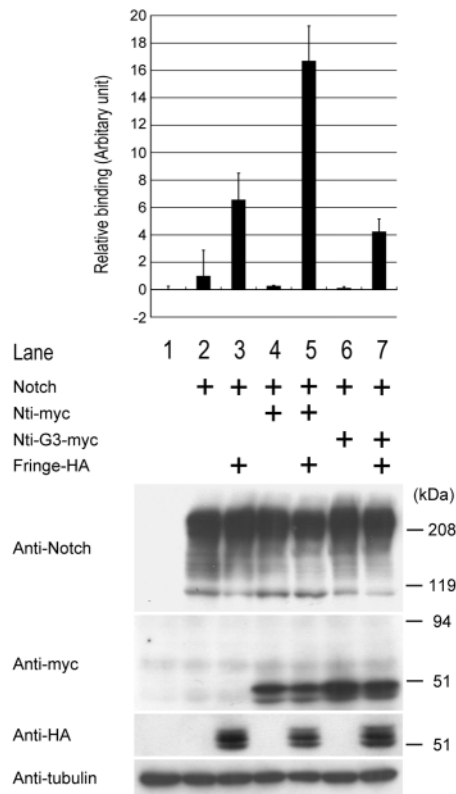 Relative binding (Arbitary unit)
20
18
16
14
12
10
8
6
4
2
0
-2
Lane 1 2 3 4 5 6 7
Notch + + + + + +
Nti-myc + +
Nti-G3-myc + +
Fringe-HA + + +
(kDa)
Anti-Notch
208
119
Anti-myc
94
51
Anti-HA
51
Anti-tubulin